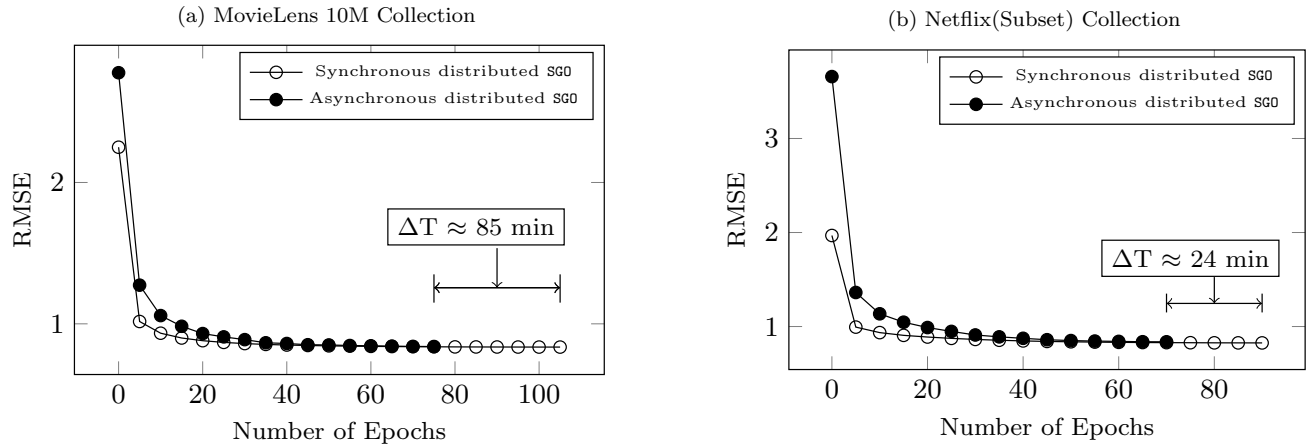 (a) MovieLens 10M Collection
Synchronous distributed SGO
Asynchronous distributed SGO
2
1
RMSE
ΔT ≈ 85 min
0 20 40 60 80 100
Number of Epochs
(b) Netflix(Subset) Collection
Synchronous distributed SGO
Asynchronous distributed SGO
3
2
1
RMSE
ΔT ≈ 24 min
0 20 40 60 80
Number of Epochs